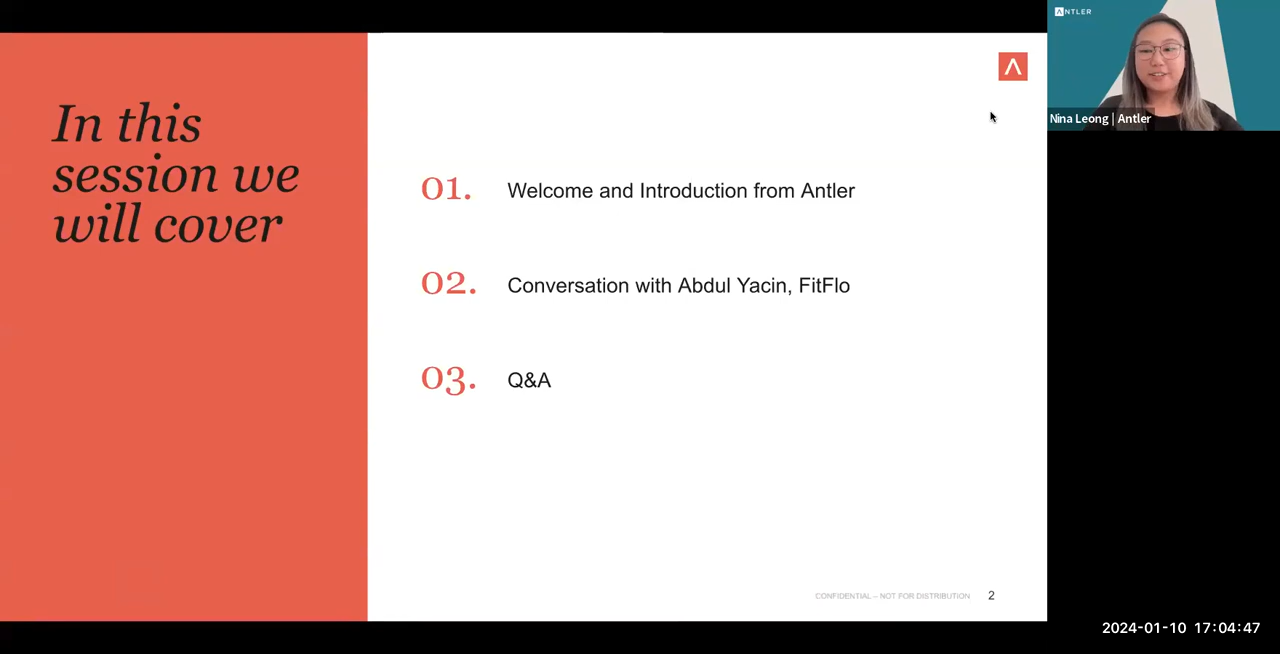 In this
session we
will cover
01. Welcome and Introduction from Antler
02. Conversation with Abdul Yacin, FitFlo
03. Q&A
CONFIDENTIAL – NOT FOR DISTRIBUTION 2
ANTLER
Nina Leong | Antler
2024-01-10 17:04:47